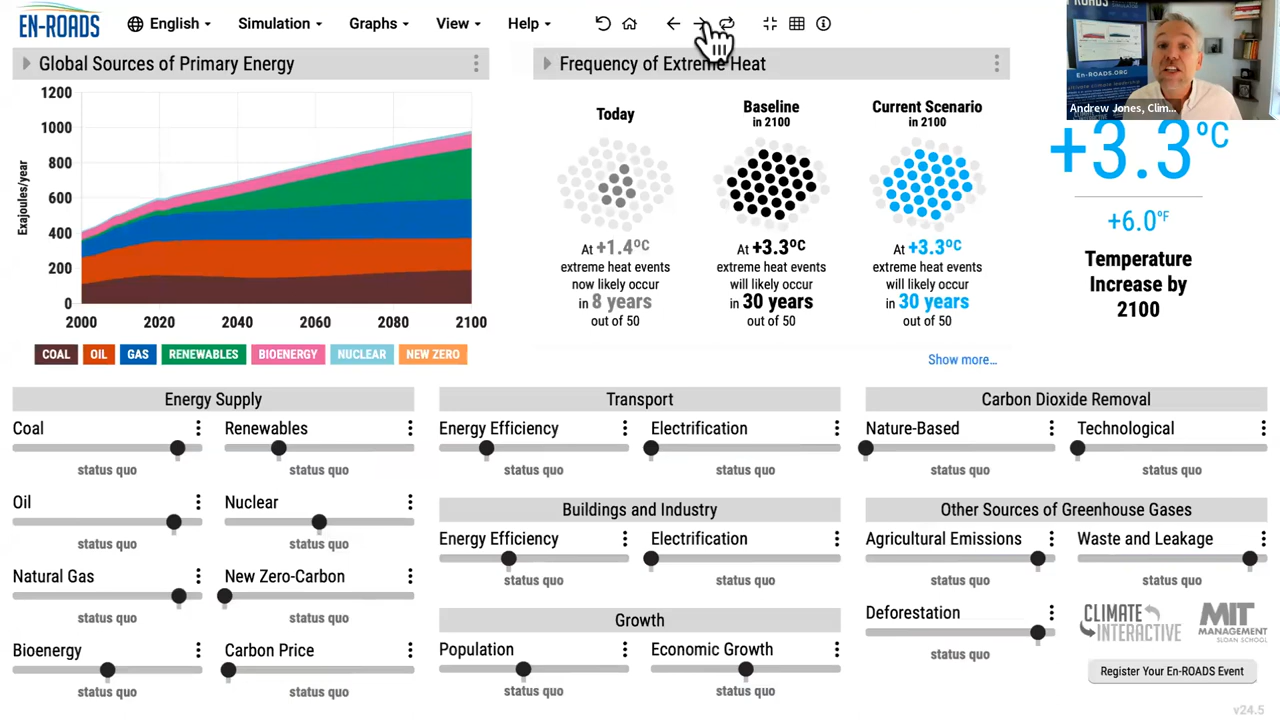 EN-ROADS
English
Simulation
Graphs
View
Help
Andrew Jones, Clim...
En-ROADS.ORG
Global Sources of Primary Energy
1200
1000
800
600
400
200
0
Exajoules/year
2000 2020 2040 2060 2080 2100
COAL OIL GAS RENEWABLES BIOENERGY NUCLEAR NEW ZERO
Frequency of Extreme Heat
Today
At +1.4ºC
extreme heat events
now likely occur
in 8 years
out of 50
Baseline
in 2100
At +3.3ºC
extreme heat events
will likely occur
in 30 years
out of 50
Current Scenario
in 2100
At +3.3ºC
extreme heat events
will likely occur
in 30 years
out of 50
Show more...
+3.3ºC
+6.0ºF
Temperature
Increase by
2100
Energy Supply
Coal
status quo
Renewables
status quo
Oil
status quo
Nuclear
status quo
Natural Gas
status quo
New Zero-Carbon
status quo
Bioenergy
status quo
Carbon Price
status quo
Transport
Energy Efficiency
status quo
Electrification
status quo
Buildings and Industry
Energy Efficiency
status quo
Electrification
status quo
Growth
Population
status quo
Economic Growth
status quo
Carbon Dioxide Removal
Nature-Based
status quo
Technological
status quo
Other Sources of Greenhouse Gases
Agricultural Emissions
status quo
Waste and Leakage
status quo
Deforestation
status quo
CLIMATE
INTERACTIVE
MIT
MANAGEMENT
SLOAN SCHOOL
Register Your En-ROADS Event
v24.5